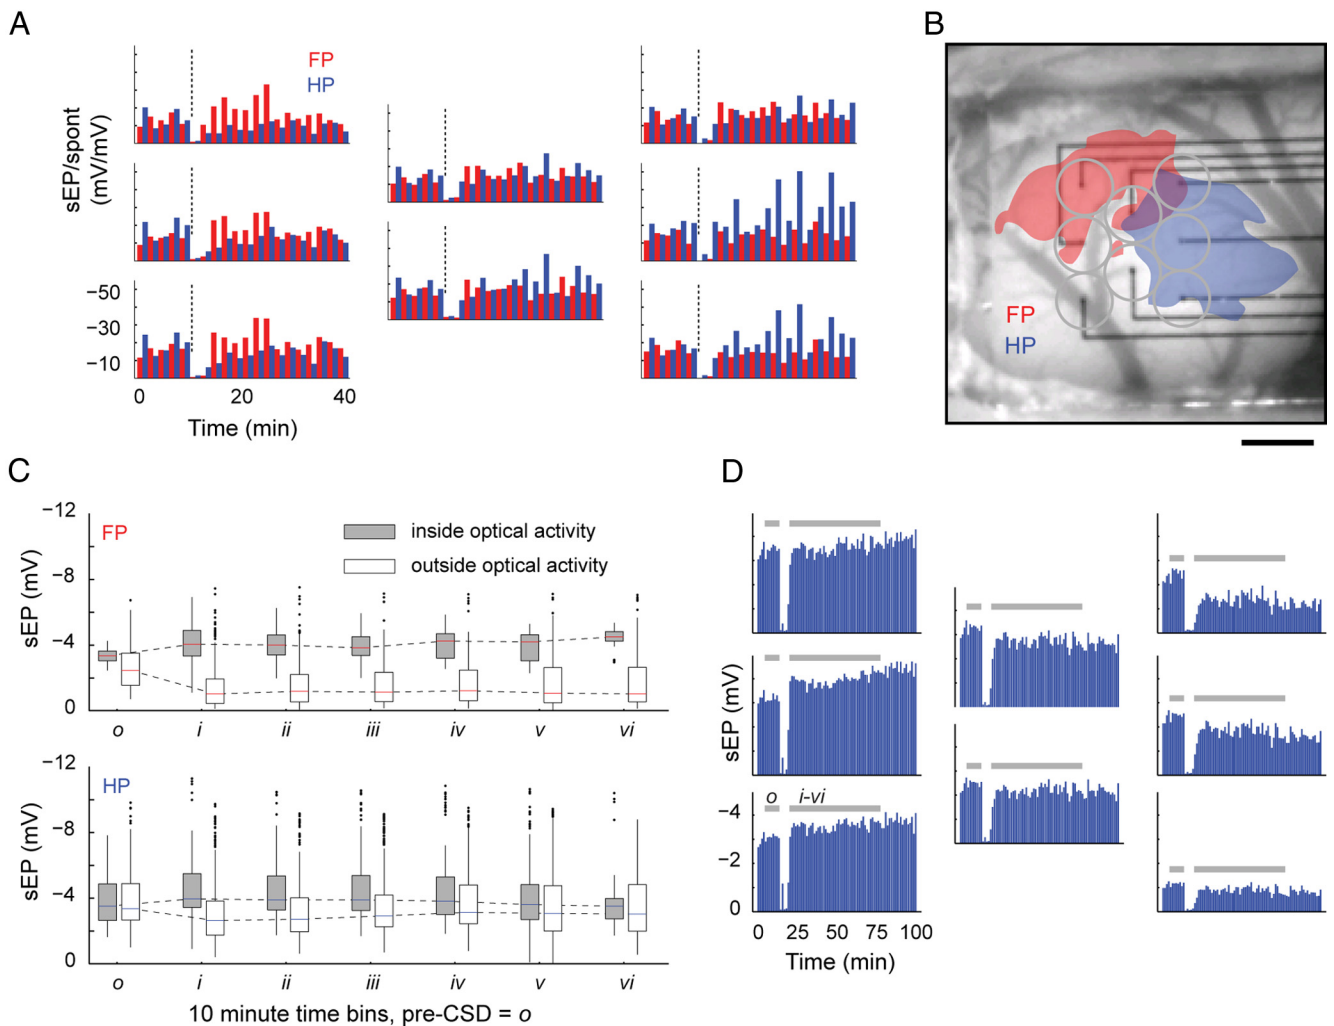 A
sEP/spont
(mV/mV)
FP
HP
−50
−30
−10
0 20 40
Time (min)
B
FP
HP
C
−12
−8
−4
0
sEP (mV)
FP
inside optical activity
outside optical activity
o i ii iii iv v vi
−12
−8
−4
0
sEP (mV)
HP
o i ii iii iv v vi
10 minute time bins, pre-CSD = o
D
sEP (mV)
o i-vi
−4
−2
0
0 25 50 75 100
Time (min)